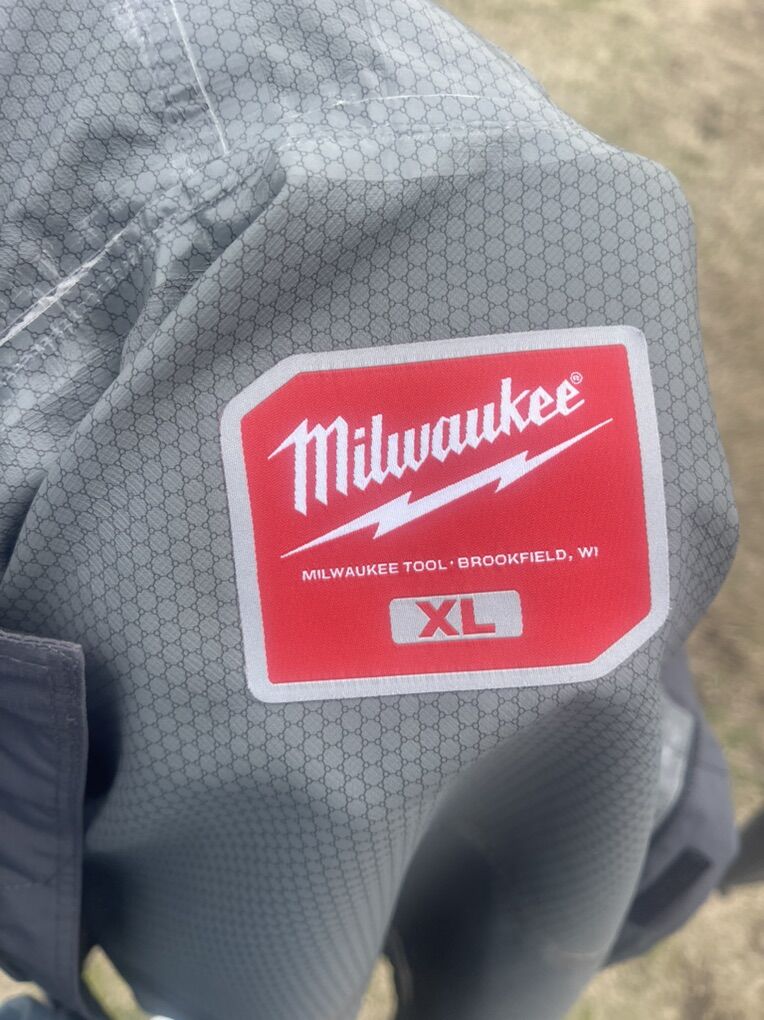 Milwaukee®
MILWAUKEE TOOL · BROOKFIELD, WI
XL